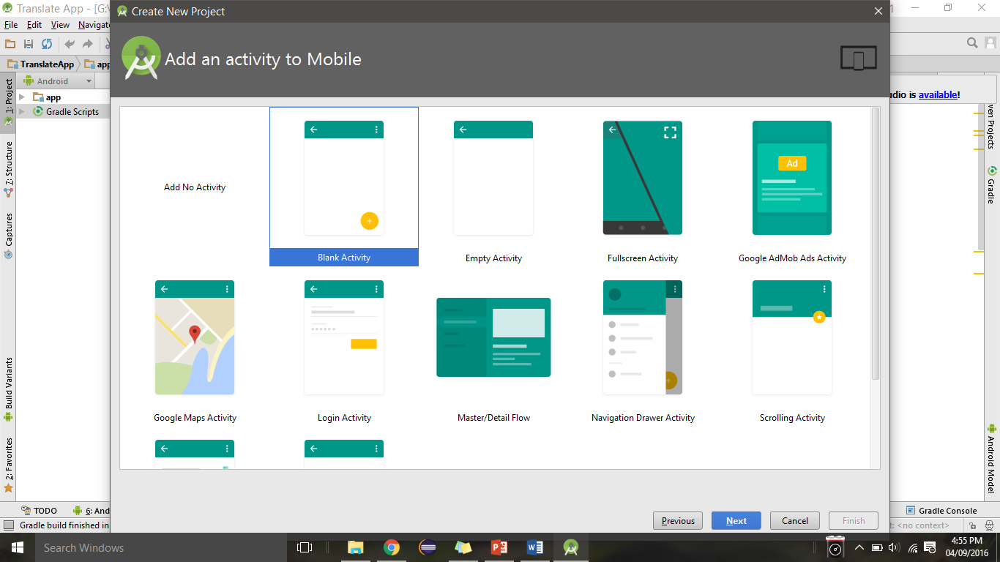 Translate App - [G:\
Create New Project
1
File Edit View Navigat
Add an activity to Mobile
TranslateApp
app
Android
1: Project
app
Gradle Scripts
udio is available!
7: Structure
Captures
Build Variants
2: Favorites
ven Projects
Gradle
Android Model
Add No Activity
Blank Activity
Empty Activity
Fullscreen Activity
Ad
Google AdMob Ads Activity
Google Maps Activity
Login Activity
Master/Detail Flow
Navigation Drawer Activity
Scrolling Activity
TODO
6: And
Gradle Console
Previous
Next
Cancel
Finish
Gradle build finished in
t: <no context>
Search Windows
4:55 PM
04/09/2016